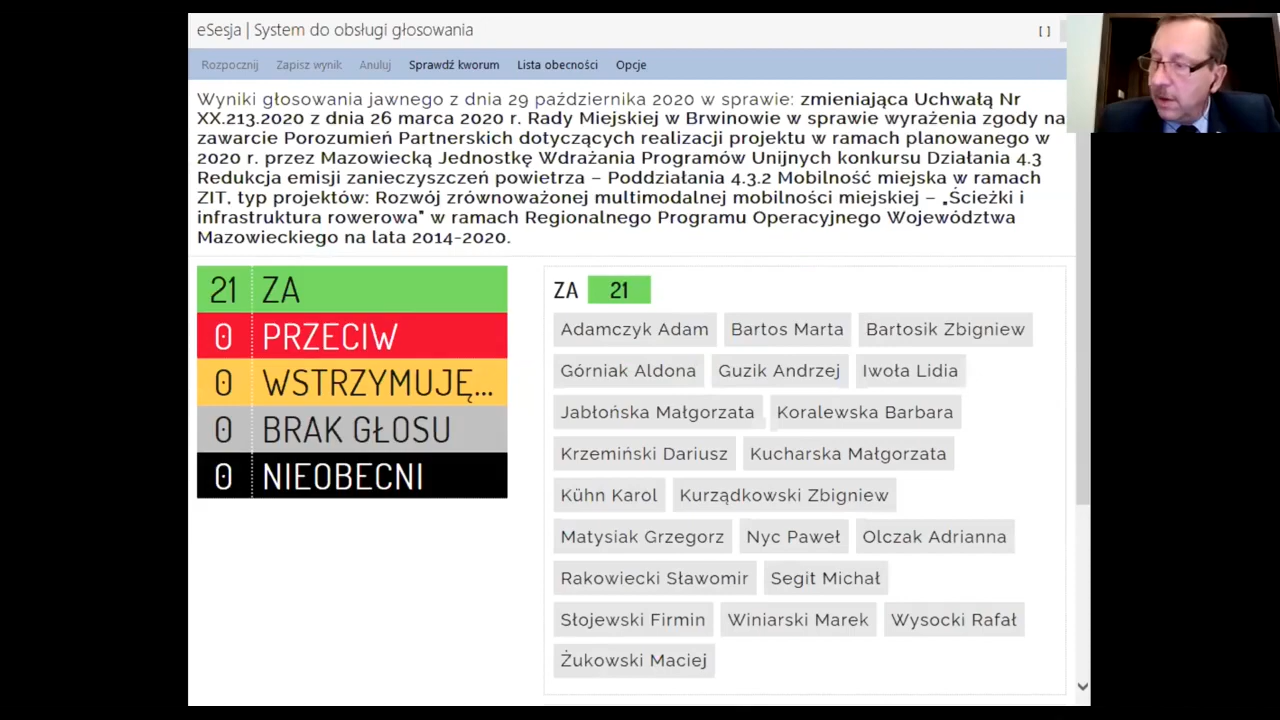 eSesja | System do obsługi głosowania
[ ]
Rozpocznij Zapisz wynik Anuluj Sprawdź kworum Lista obecności Opcje
Wyniki głosowania jawnego z dnia 29 października 2020 w sprawie: zmieniająca Uchwałą Nr
XX.213.2020 z dnia 26 marca 2020 r. Rady Miejskiej w Brwinowie w sprawie wyrażenia zgody na
zawarcie Porozumień Partnerskich dotyczących realizacji projektu w ramach planowanego w
2020 r. przez Mazowiecką Jednostkę Wdrażania Programów Unijnych konkursu Działania 4.3
Redukcja emisji zanieczyszczeń powietrza – Poddziałania 4.3.2 Mobilność miejska w ramach
ZIT, typ projektów: Rozwój zrównoważonej multimodalnej mobilności miejskiej – „Ścieżki i
infrastruktura rowerowa” w ramach Regionalnego Programu Operacyjnego Województwa
Mazowieckiego na lata 2014-2020.
21 ZA
0 PRZECIW
0 WSTRZYMUJĘ...
0 BRAK GŁOSU
0 NIEOBECNI
ZA 21
Adamczyk Adam Bartos Marta Bartosik Zbigniew
Górniak Aldona Guzik Andrzej Iwoła Lidia
Jabłońska Małgorzata Koralewska Barbara
Krzemiński Dariusz Kucharska Małgorzata
Kühn Karol Kurządkowski Zbigniew
Matysiak Grzegorz Nyc Paweł Olczak Adrianna
Rakowiecki Sławomir Segit Michał
Słojewski Firmin Winiarski Marek Wysocki Rafał
Żukowski Maciej